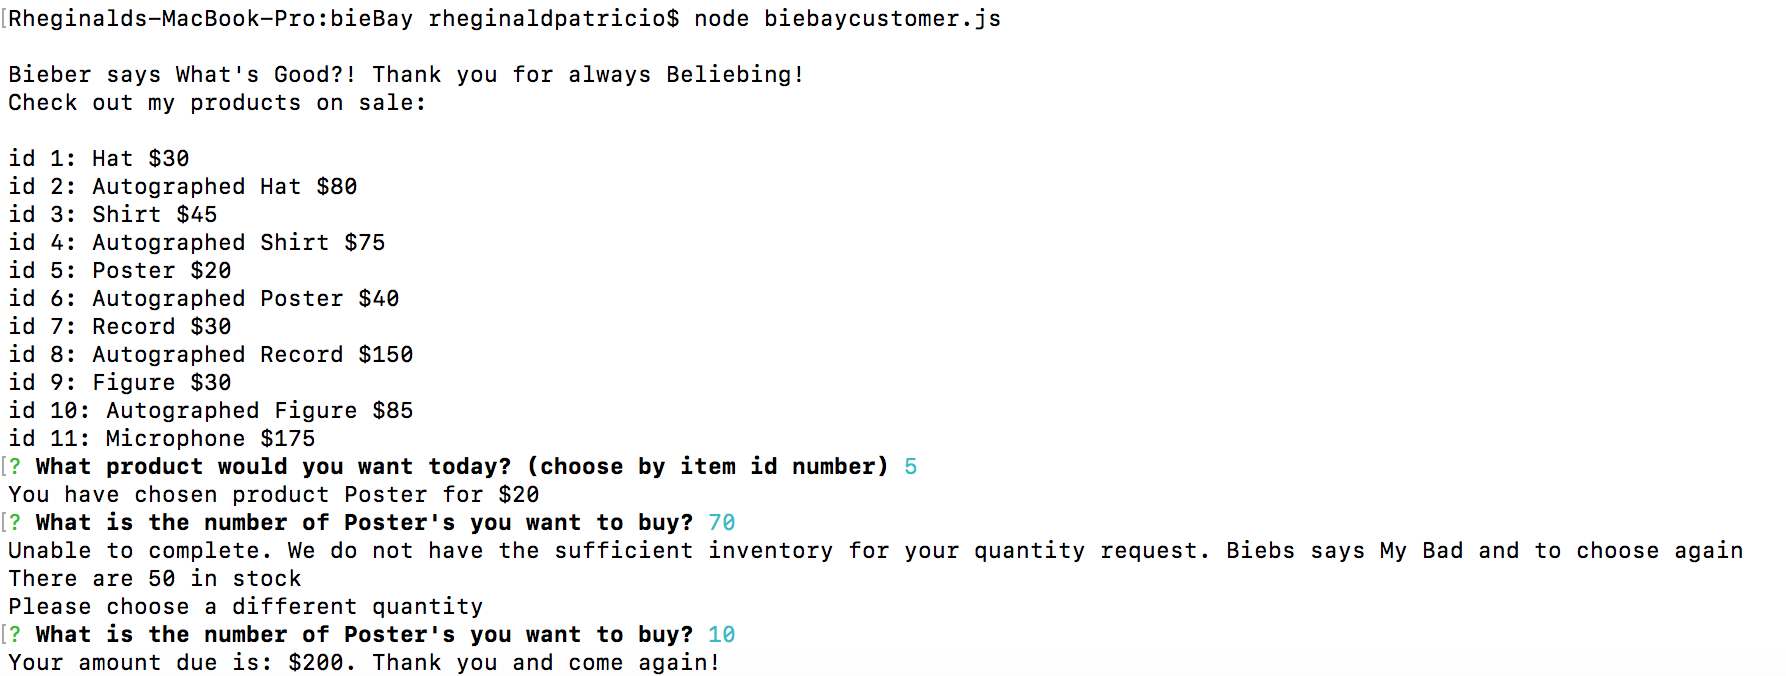 [Rheginalds-MacBook-Pro:bieBay rheginaldpatricio$ node biebaycustomer.js
Bieber says What's Good?! Thank you for always Beliebing!
Check out my products on sale:
id 1: Hat $30
id 2: Autographed Hat $80
id 3: Shirt $45
id 4: Autographed Shirt $75
id 5: Poster $20
id 6: Autographed Poster $40
id 7: Record $30
id 8: Autographed Record $150
id 9: Figure $30
id 10: Autographed Figure $85
id 11: Microphone $175
[? What product would you want today? (choose by item id number) 5
You have chosen product Poster for $20
[? What is the number of Poster's you want to buy? 70
Unable to complete. We do not have the sufficient inventory for your quantity request. Biebs says My Bad and to choose again
There are 50 in stock
Please choose a different quantity
[? What is the number of Poster's you want to buy? 10
Your amount due is: $200. Thank you and come again!